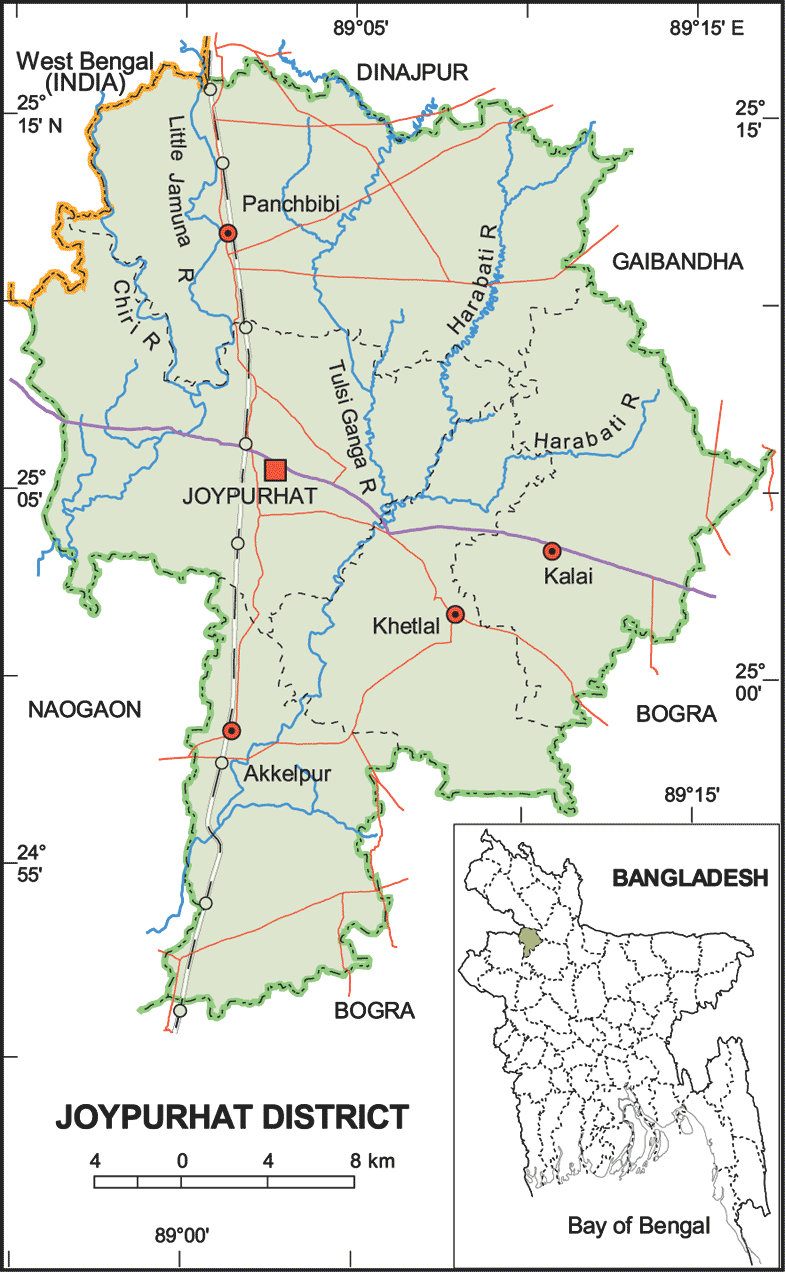 89°05'
89°15' E
West Bengal
(INDIA)
DINAJPUR
25°
15' N
25°
15'
Little Jamuna R
Panchbibi
Harabati R
GAIBANDHA
Chiri R
Tulsi Ganga R
Harabati R
25°
05'
JOYPURHAT
Kalai
Khetlal
25°
00'
NAOGAON
BOGRA
Akkelpur
89°15'
24°
55'
BANGLADESH
BOGRA
JOYPURHAT DISTRICT
4 0 4 8 km
89°00'
Bay of Bengal